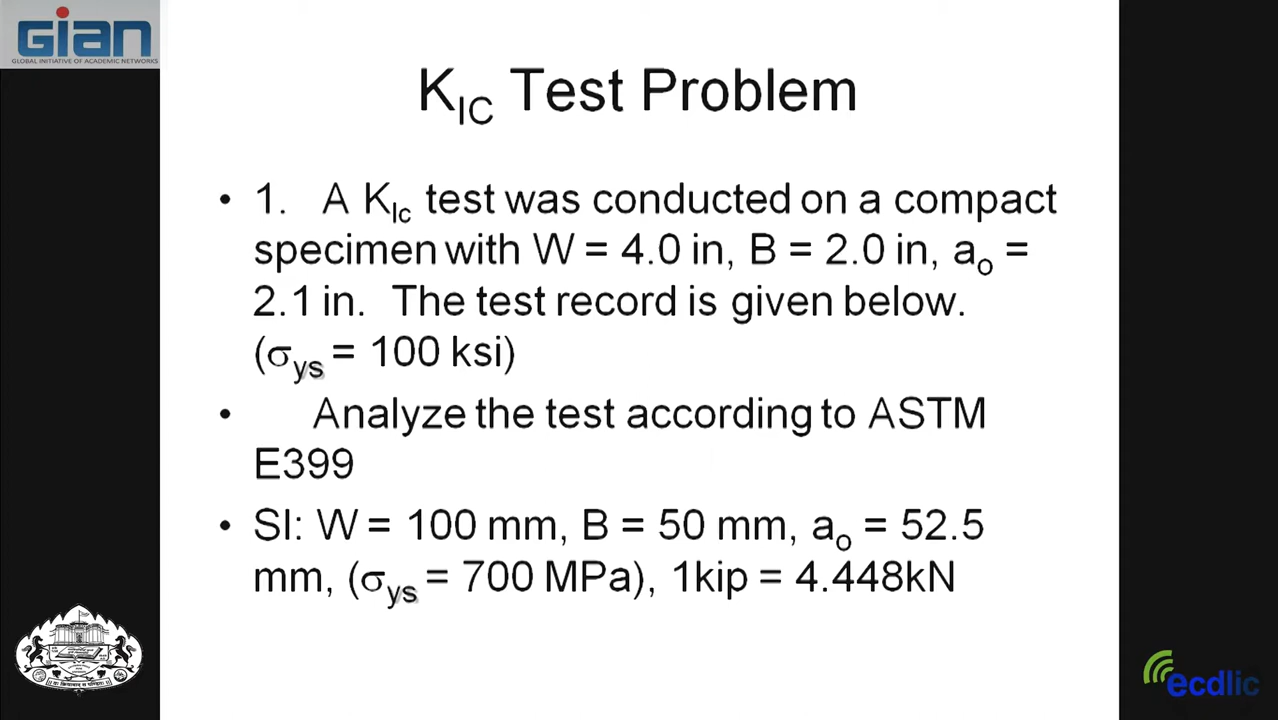 GIAN
GLOBAL INITIATIVE OF ACADEMIC NETWORKS
K_IC Test Problem
• 1. A K_Ic test was conducted on a compact
specimen with W = 4.0 in, B = 2.0 in, a_o =
2.1 in. The test record is given below.
(σ_ys = 100 ksi)
• Analyze the test according to ASTM
E399
• SI: W = 100 mm, B = 50 mm, a_o = 52.5
mm, (σ_ys = 700 MPa), 1kip = 4.448kN
ecdlic